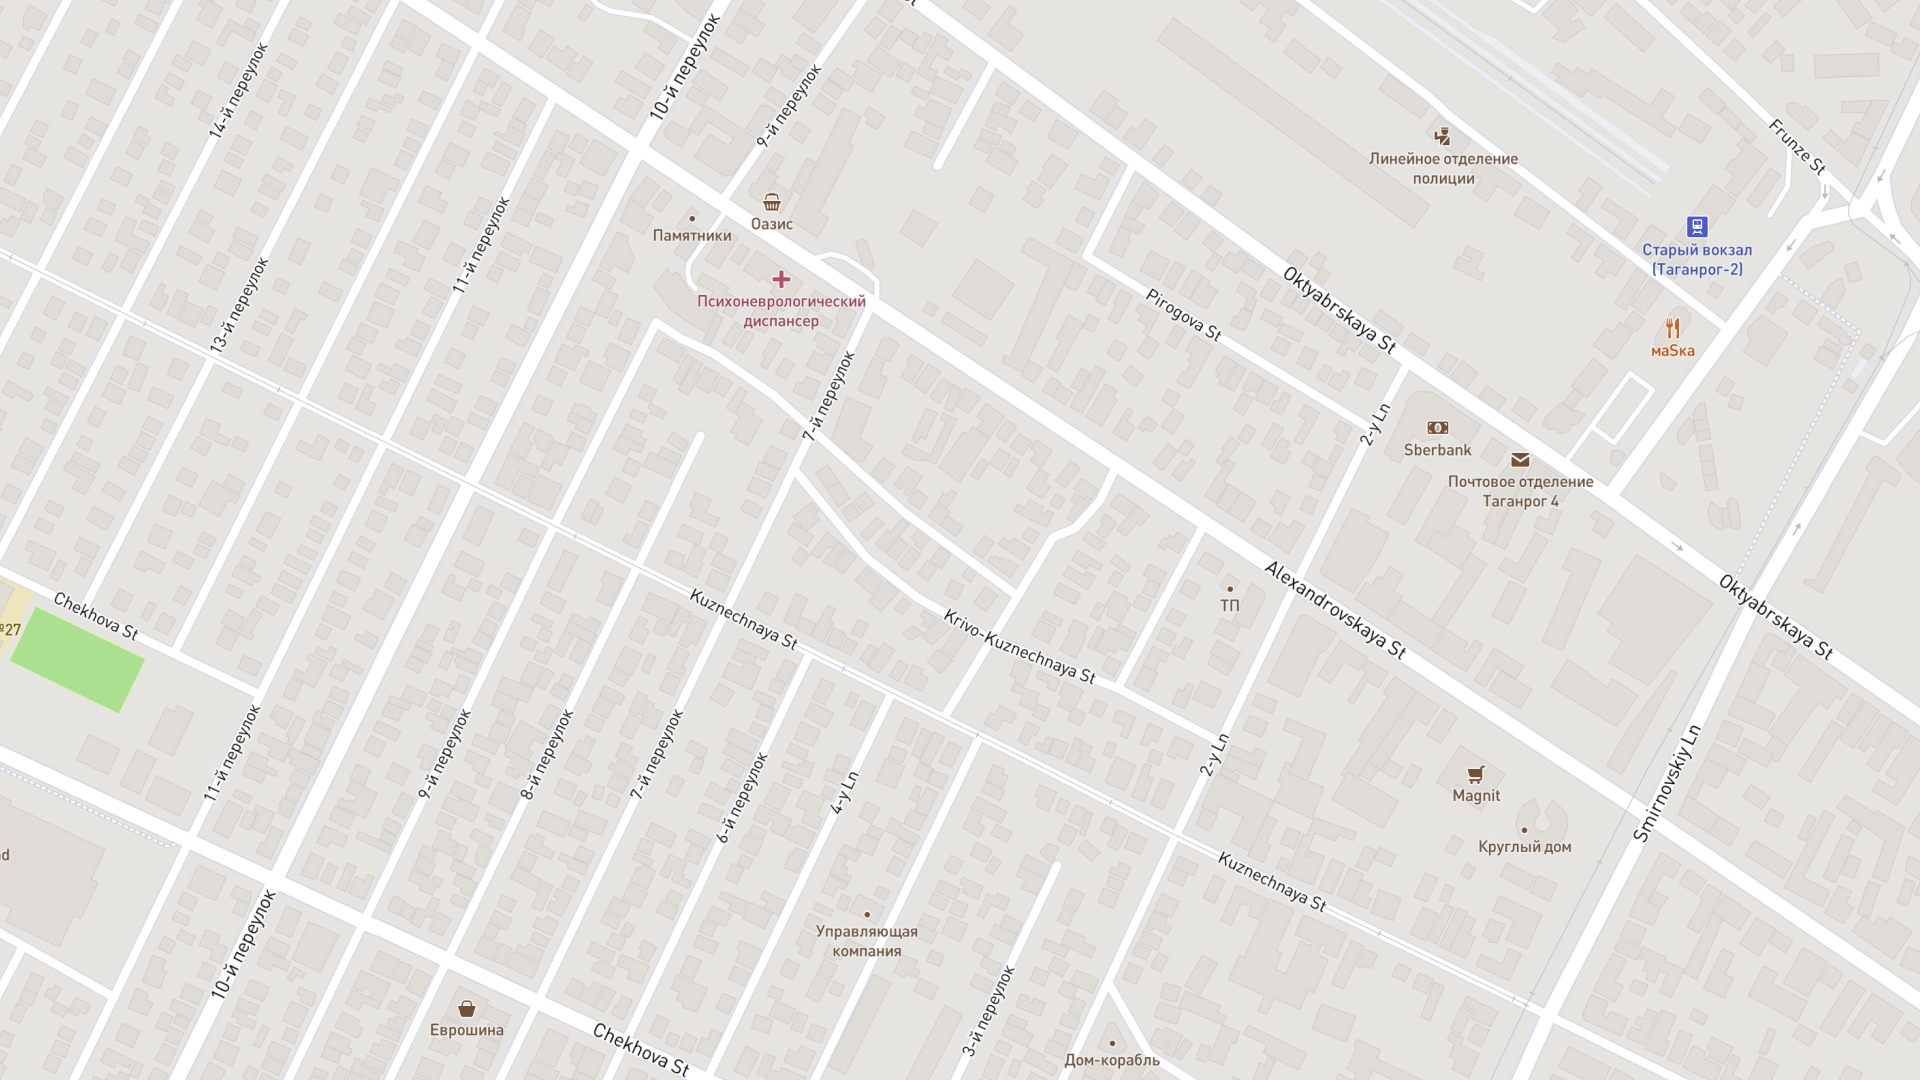 10-й переулок
14-й переулок
9-й переулок
Frunze St
Линейное отделение
полиции
Памятники
Оазис
11-й переулок
Старый вокзал
(Таганрог-2)
13-й переулок
Психоневрологический
диспансер
Oktyabrskaya St
Pirogova St
маSка
7-й переулок
2-y Ln
Sberbank
Почтовое отделение
Таганрог 4
Chekhova St
№27
Kuznechnaya St
Krivo-Kuznechnaya St
ТП
Alexandrovskaya St
Oktyabrskaya St
11-й переулок
9-й переулок
8-й переулок
7-й переулок
6-й переулок
4-y Ln
2-y Ln
Magnit
Smirnovskiy Ln
Круглый дом
Kuznechnaya St
10-й переулок
Управляющая
компания
3-й переулок
Еврошина
Chekhova St
Дом-корабль